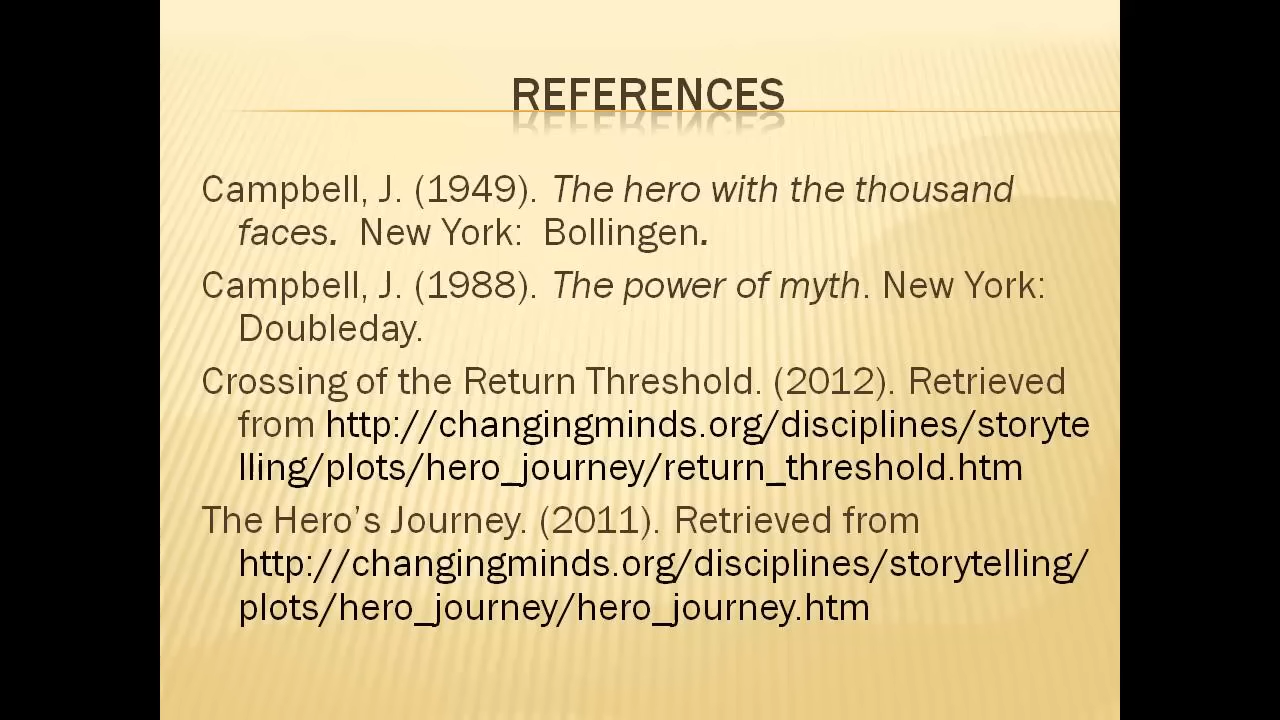 REFERENCES
Campbell, J. (1949). The hero with the thousand
faces. New York: Bollingen.
Campbell, J. (1988). The power of myth. New York:
Doubleday.
Crossing of the Return Threshold. (2012). Retrieved
from http://changingminds.org/disciplines/storyte
lling/plots/hero_journey/return_threshold.htm
The Hero’s Journey. (2011). Retrieved from
http://changingminds.org/disciplines/storytelling/
plots/hero_journey/hero_journey.htm